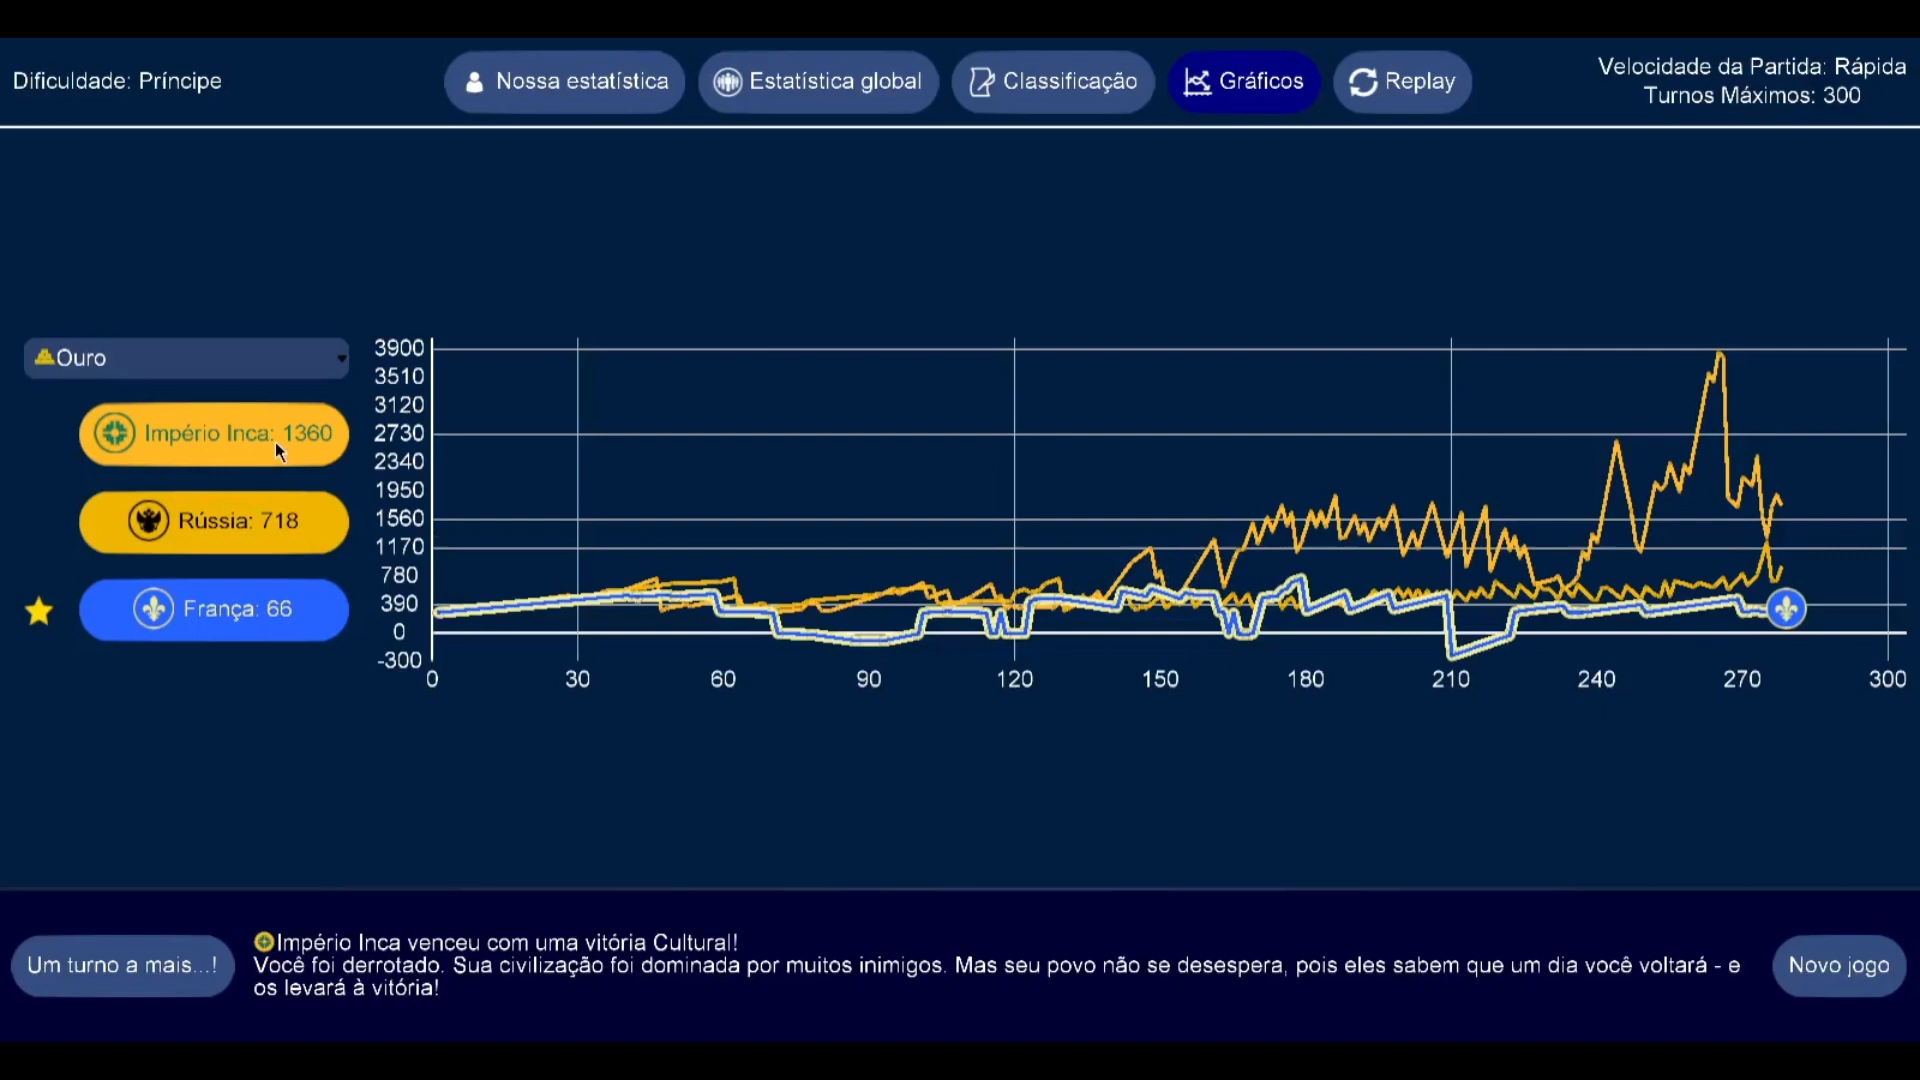 Dificuldade: Príncipe
Nossa estatística
Estatística global
Classificação
Gráficos
Replay
Velocidade da Partida: Rápida
Turnos Máximos: 300
Ouro
Império Inca: 1360
Rússia: 718
França: 66
3900
3510
3120
2730
2340
1950
1560
1170
780
390
0
-300
0 30 60 90 120 150 180 210 240 270 300
Um turno a mais...!
Império Inca venceu com uma vitória Cultural!
Você foi derrotado. Sua civilização foi dominada por muitos inimigos. Mas seu povo não se desespera, pois eles sabem que um dia você voltará - e
os levará à vitória!
Novo jogo